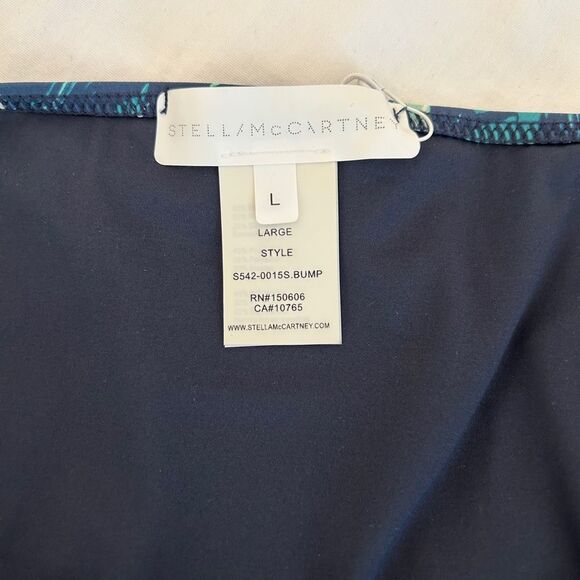 STELLA McCARTNEY
L
LARGE
STYLE
S542-0015S.BUMP
RN#150606
CA#10765
WWW.STELLAMcCARTNEY.COM